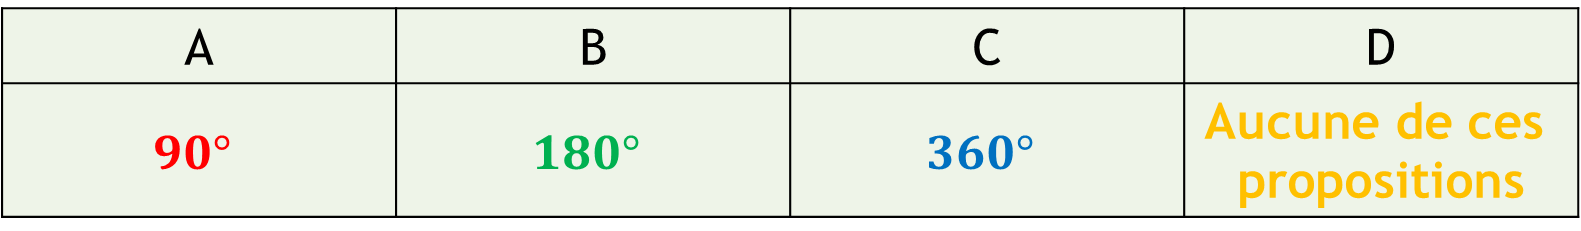 A B C D
90° 180° 360° Aucune de ces
propositions